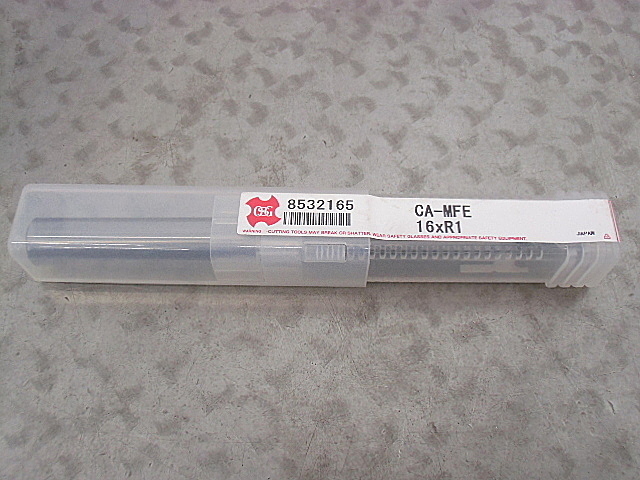 OSG
8532165
CA-MFE
16xR1
WARNING CUTTING TOOLS MAY BREAK OR SHATTER, WEAR SAFETY GLASSES AND APPROPRIATE SAFETY EQUIPMENT.
JAPAN